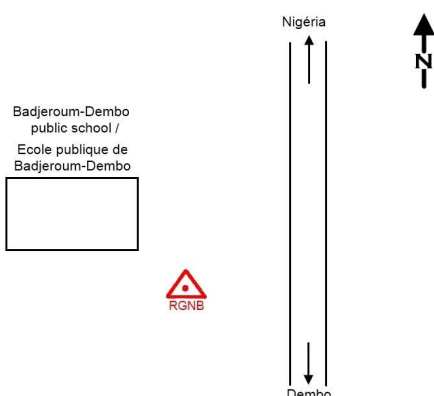 Nigéria
N
Badjeroum-Dembo
public school /
Ecole publique de
Badjeroum-Dembo
RGNB
Dembo